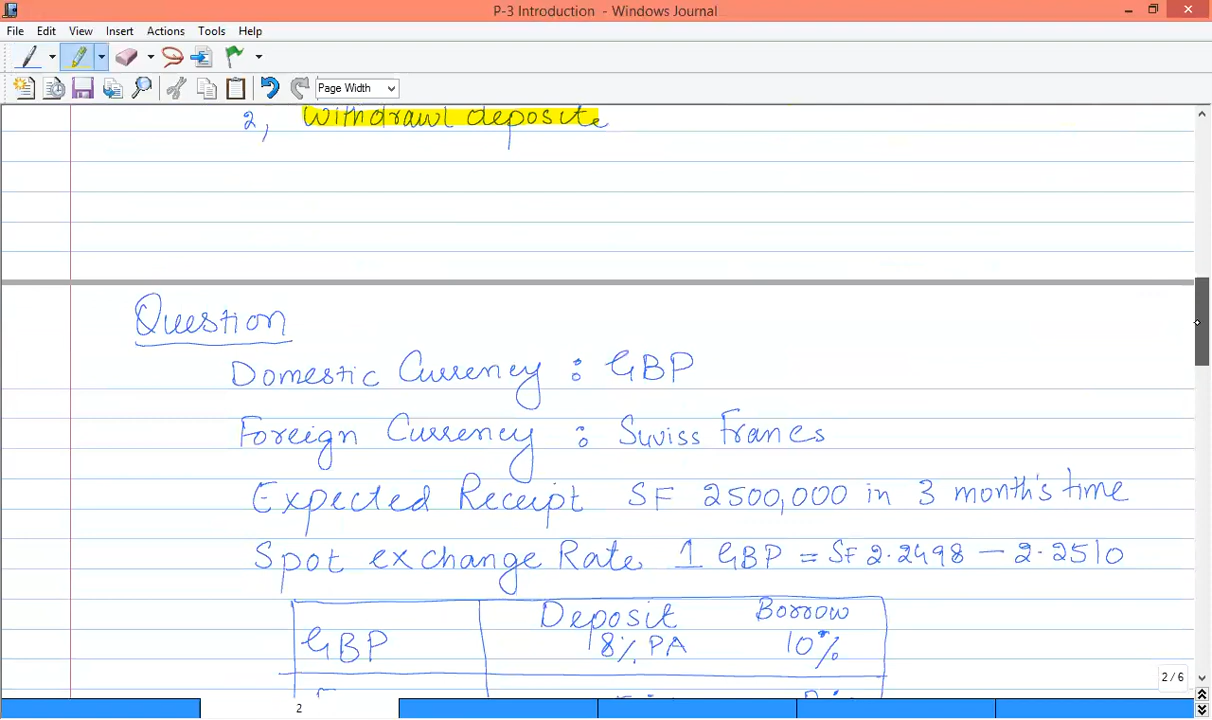 P-3 Introduction - Windows Journal
File Edit View Insert Actions Tools Help
Page Width
2, Withdrawl deposite
Question
Domestic Currency : GBP
Foreign Currency : Suviss Francs
Expected Receipt SF 2500,000 in 3 month's time
Spot exchange Rate 1 GBP = SF 2.2498 - 2.2510
Deposit Borrow
GBP 8% PA 10%
2/6
2